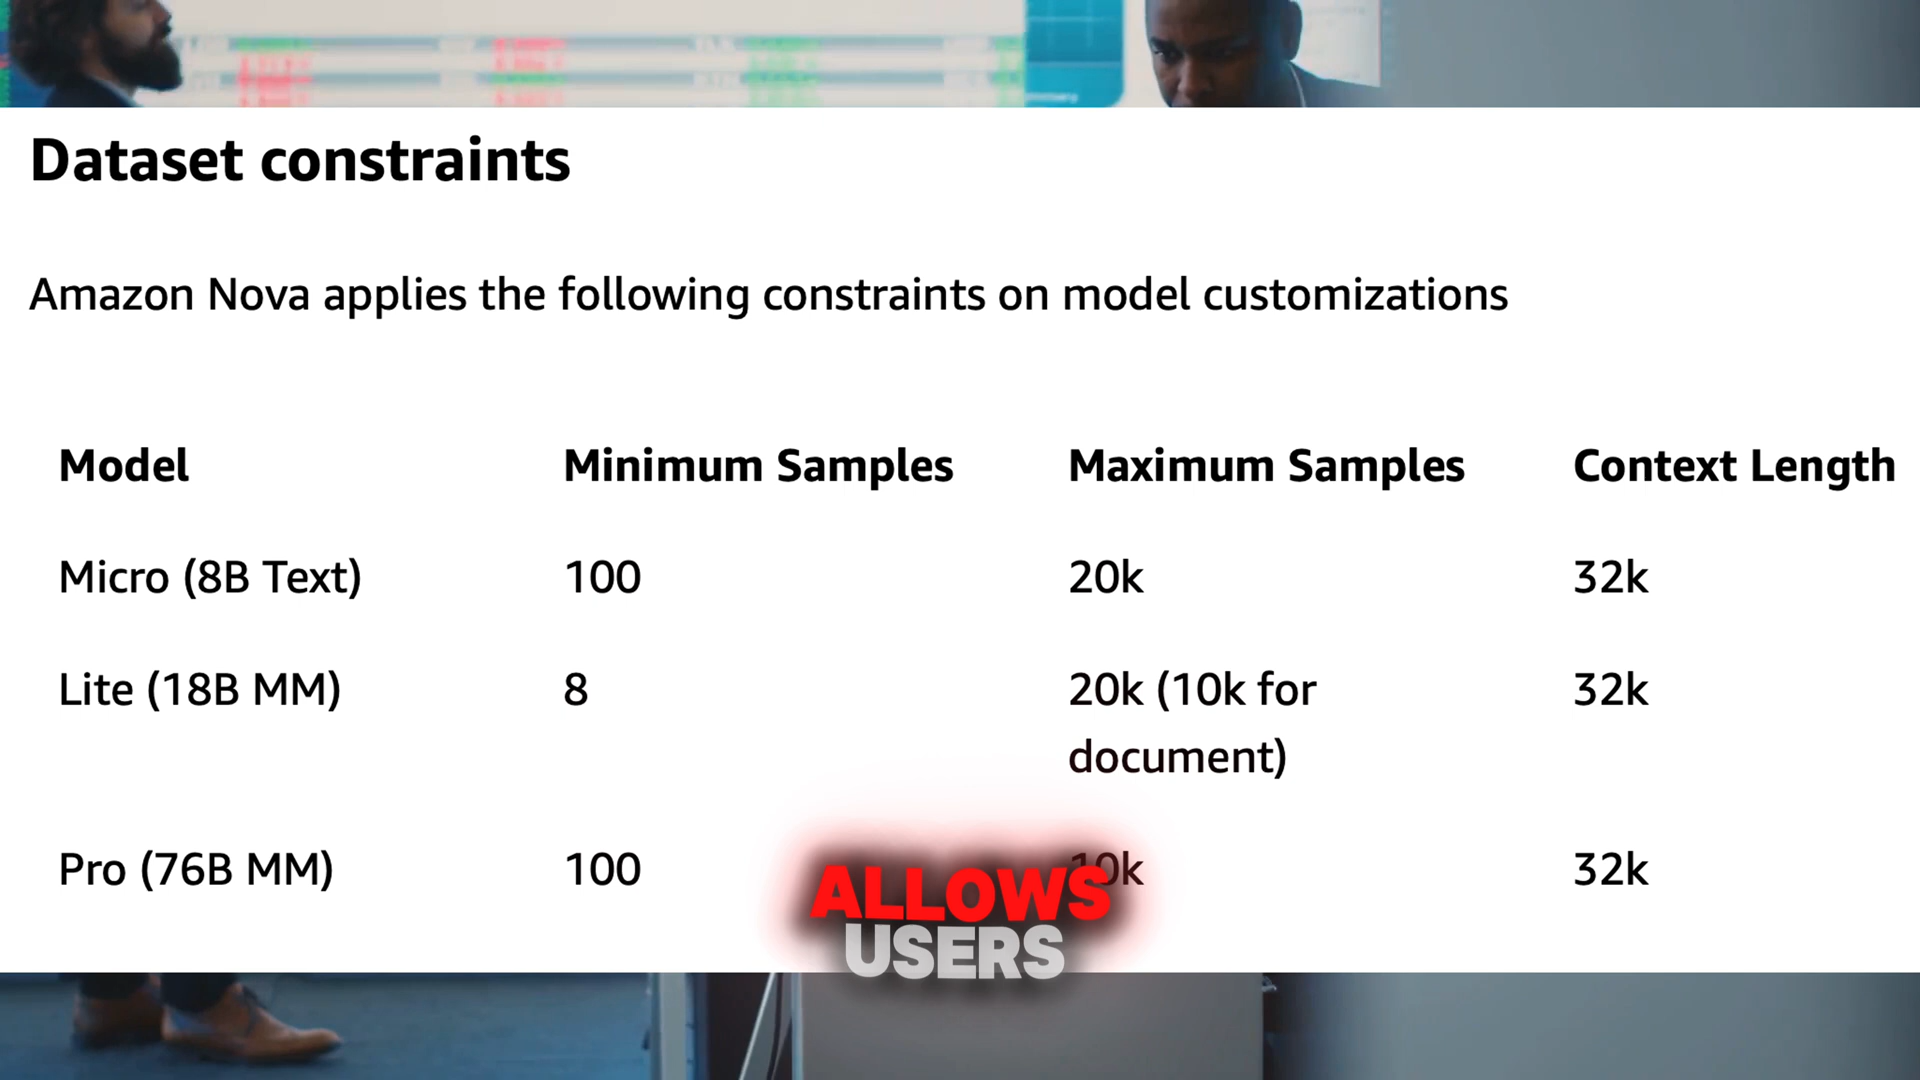 Dataset constraints
Amazon Nova applies the following constraints on model customizations
Model Minimum Samples Maximum Samples Context Length
Micro (8B Text) 100 20k 32k
Lite (18B MM) 8 20k (10k for document) 32k
Pro (76B MM) 100 10k 32k
ALLOWS
USERS